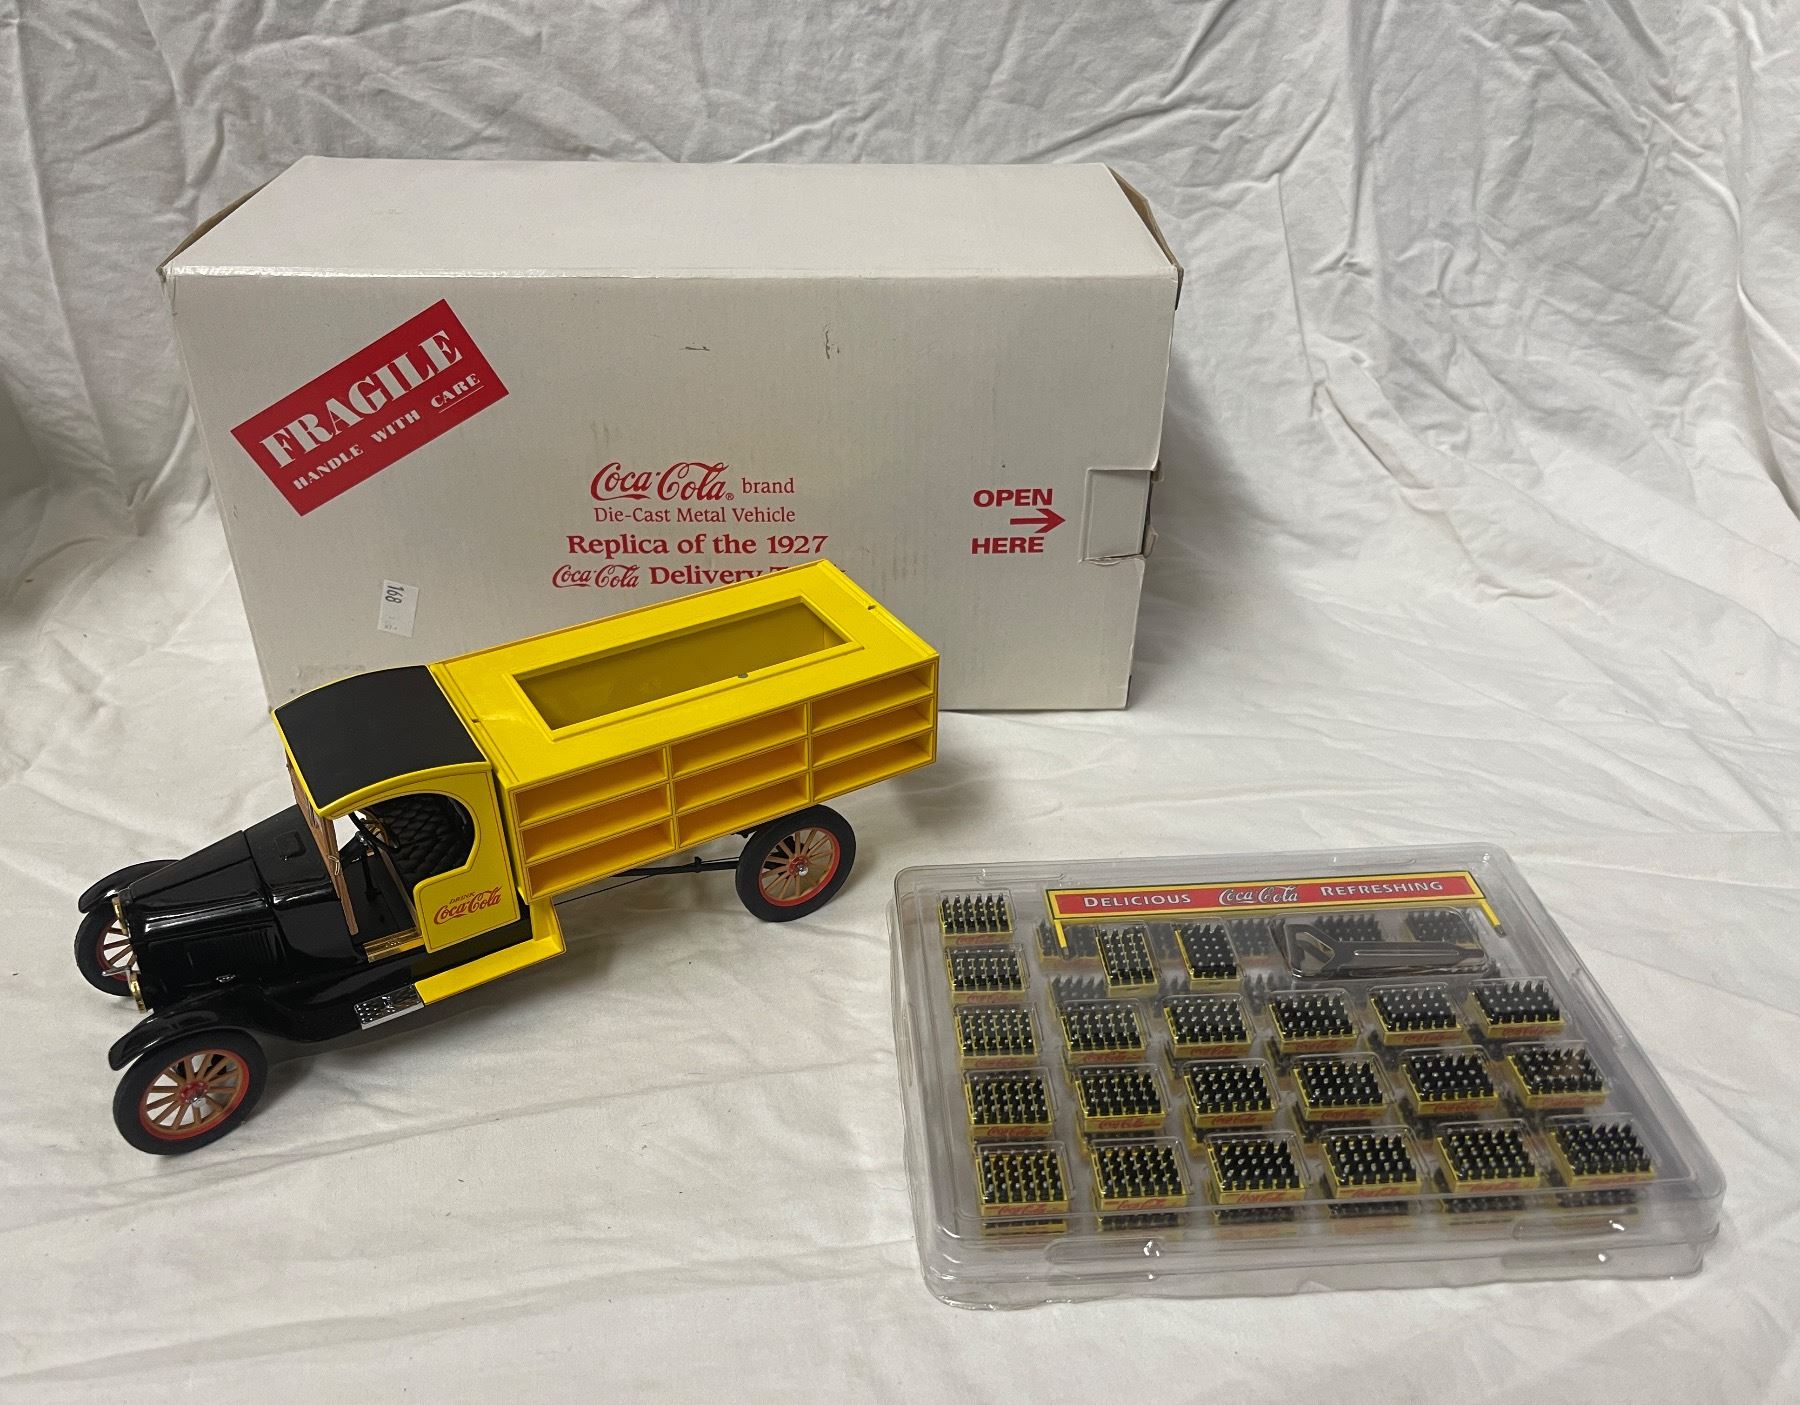 FRAGILE
HANDLE WITH CARE
Coca-Cola® brand
Die-Cast Metal Vehicle
Replica of the 1927
Coca-Cola Delivery
OPEN
HERE
168
DRINK
Coca-Cola
DELICIOUS Coca-Cola REFRESHING